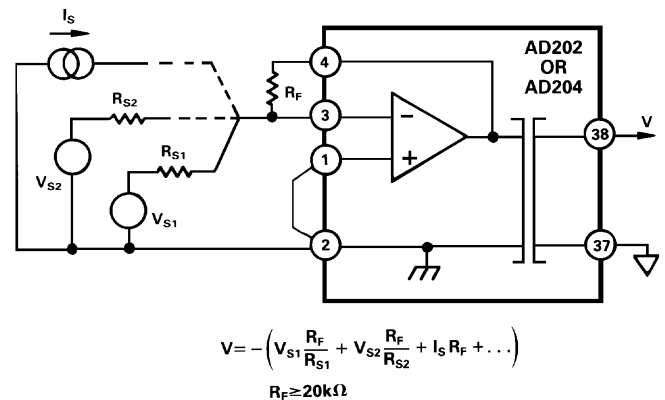 I_S
AD202
OR
AD204
4
R_F
R_S2
3
−
38
V
R_S1
1
+
V_S2
V_S1
2
37
V=−(V_S1 R_F/R_S1 + V_S2 R_F/R_S2 + I_S R_F + ...)
R_F≥20kΩ